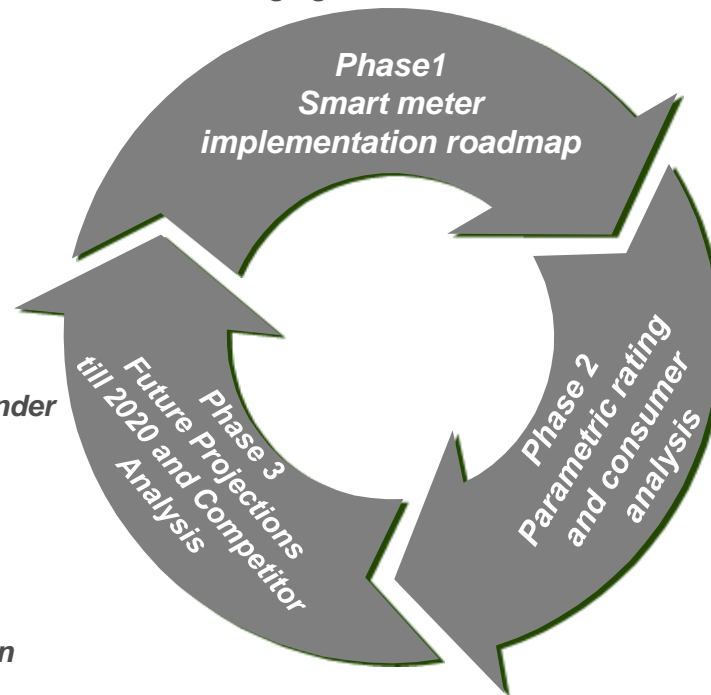 Phase1
Smart meter
implementation roadmap
Phase 2
Parametric rating
and consumer
analysis
Phase 3
Future Projections
till 2020 and Competitor
Analysis